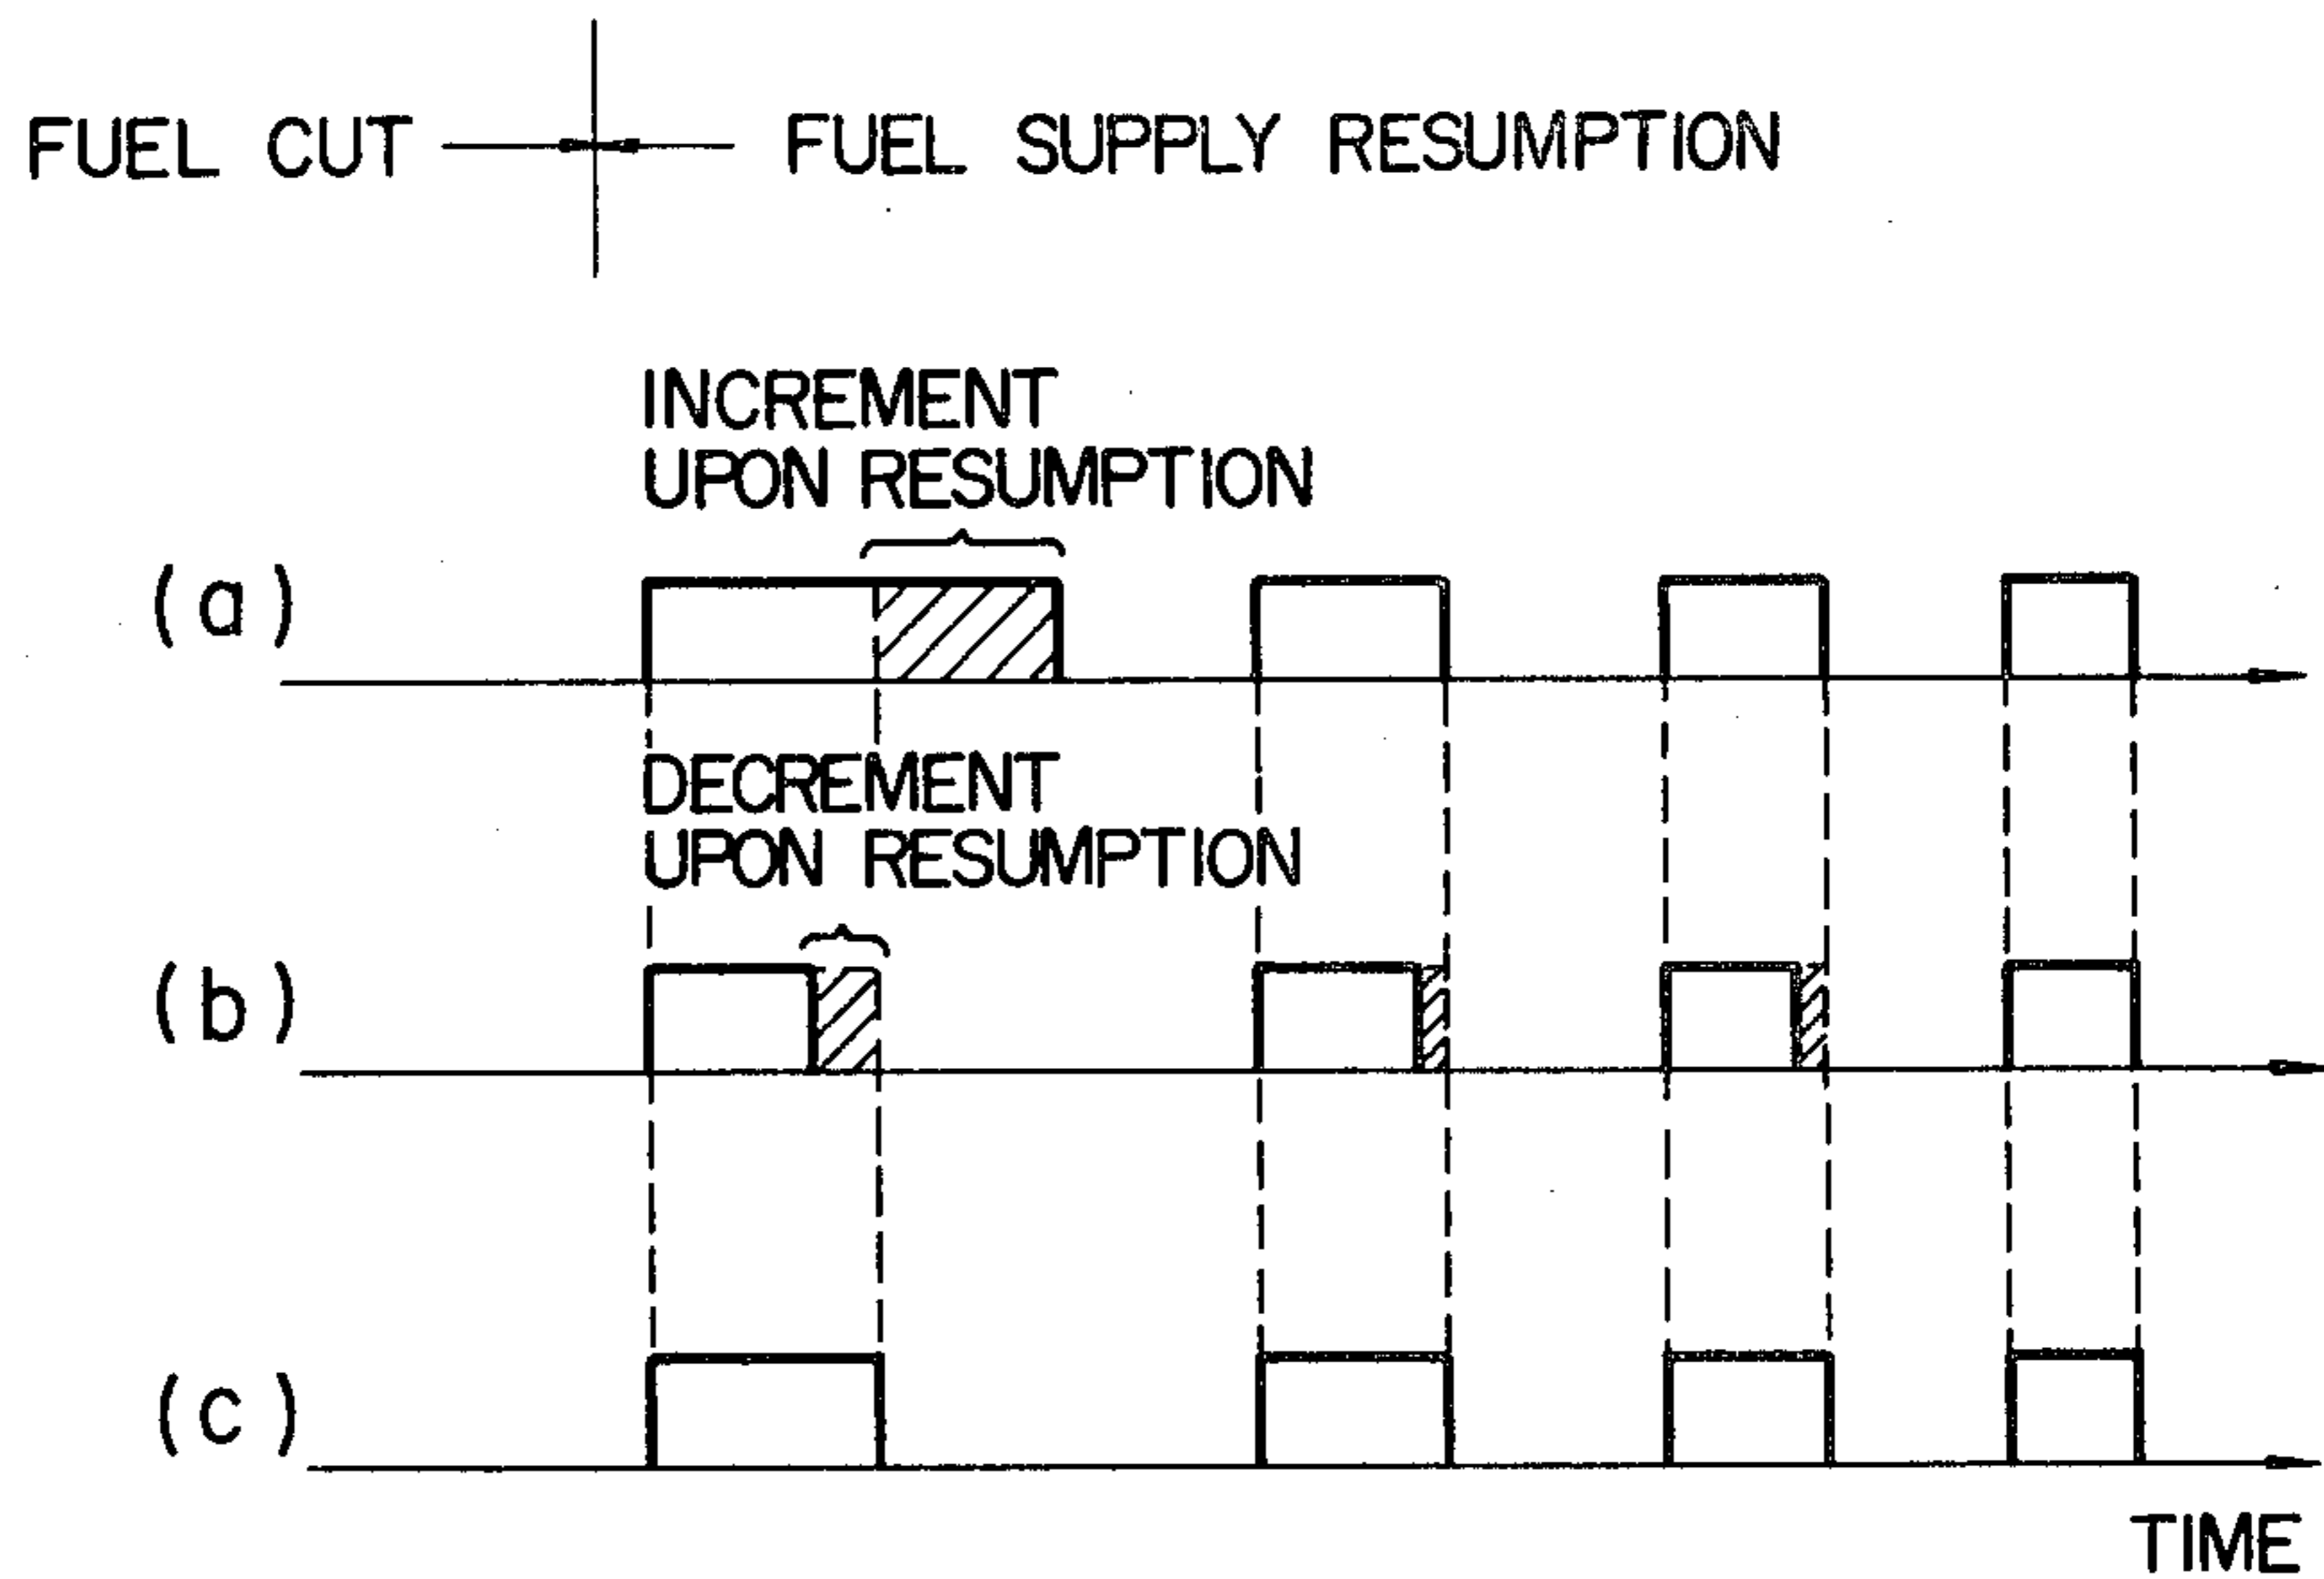 FUEL CUT FUEL SUPPLY RESUMPTION
INCREMENT
UPON RESUMPTION
(a)
DECREMENT
UPON RESUMPTION
(b)
(c)
TIME